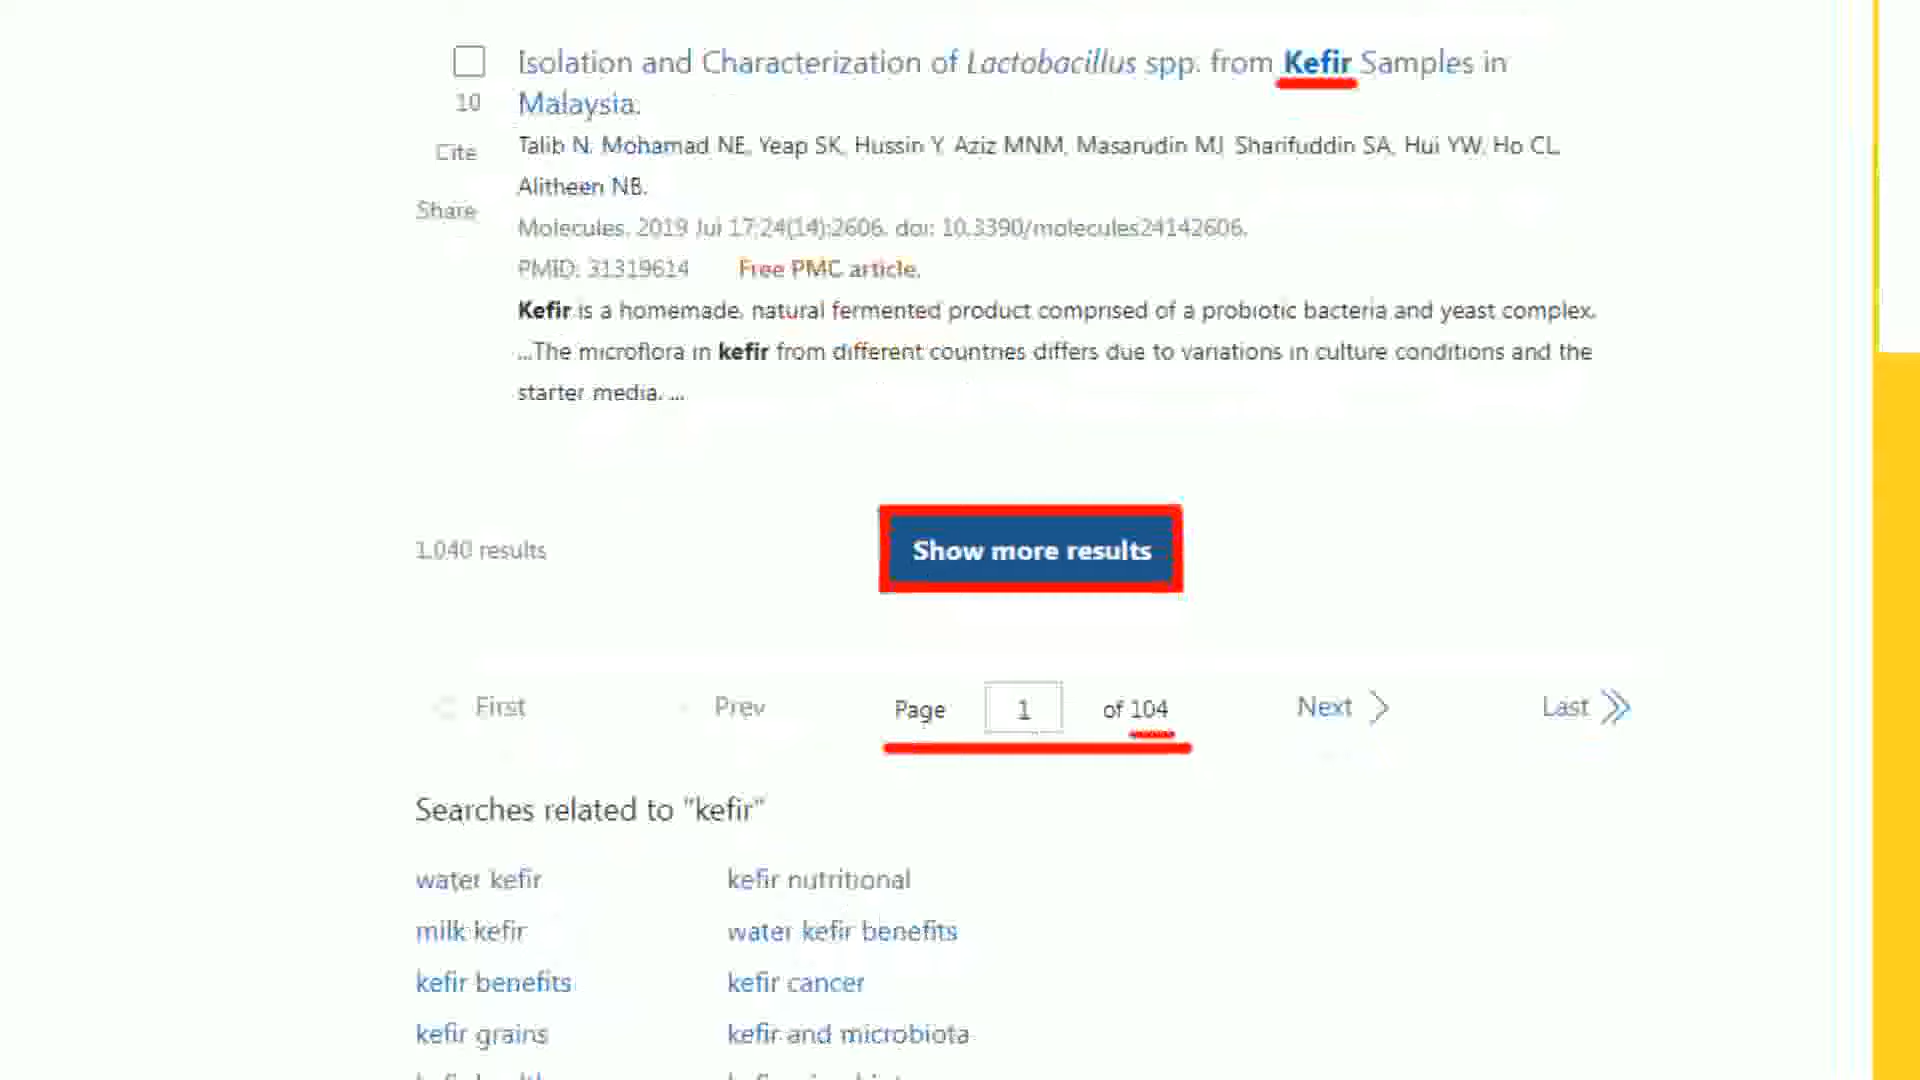 Isolation and Characterization of Lactobacillus spp. from Kefir Samples in
10
Malaysia.
Cite
Talib N, Mohamad NE, Yeap SK, Hussin Y, Aziz MNM, Masarudin MJ, Sharifuddin SA, Hui YW, Ho CL,
Alitheen NB.
Share
Molecules. 2019 Jul 17;24(14):2606. doi: 10.3390/molecules24142606.
PMID: 31319614 Free PMC article.
Kefir is a homemade, natural fermented product comprised of a probiotic bacteria and yeast complex.
...The microflora in kefir from different countries differs due to variations in culture conditions and the
starter media. ...
1,040 results
Show more results
First Prev Page 1 of 104 Next Last
Searches related to "kefir"
water kefir kefir nutritional
milk kefir water kefir benefits
kefir benefits kefir cancer
kefir grains kefir and microbiota